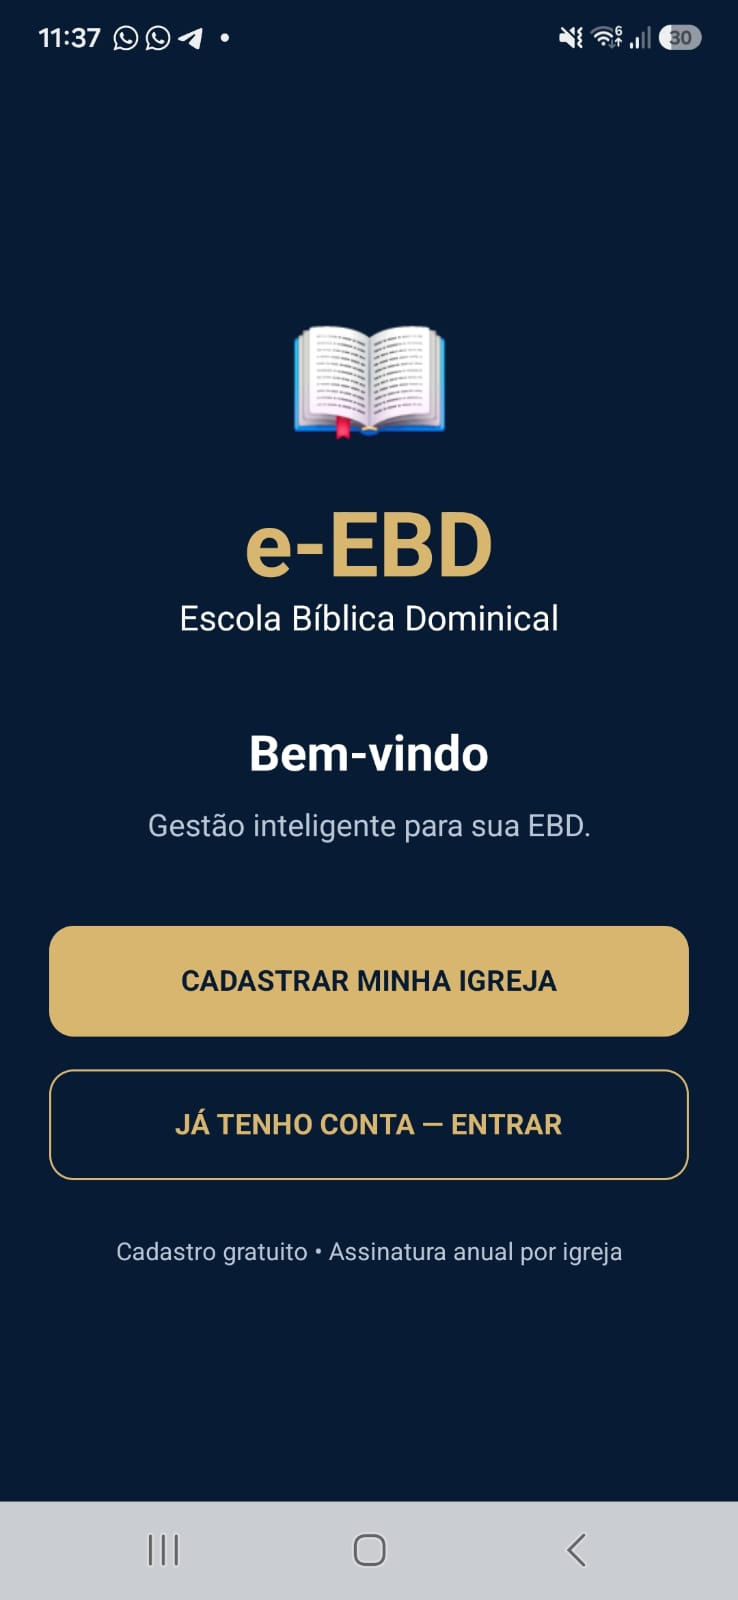 11:37
6
30
e-EBD
Escola Bíblica Dominical
Bem-vindo
Gestão inteligente para sua EBD.
CADASTRAR MINHA IGREJA
JÁ TENHO CONTA — ENTRAR
Cadastro gratuito • Assinatura anual por igreja